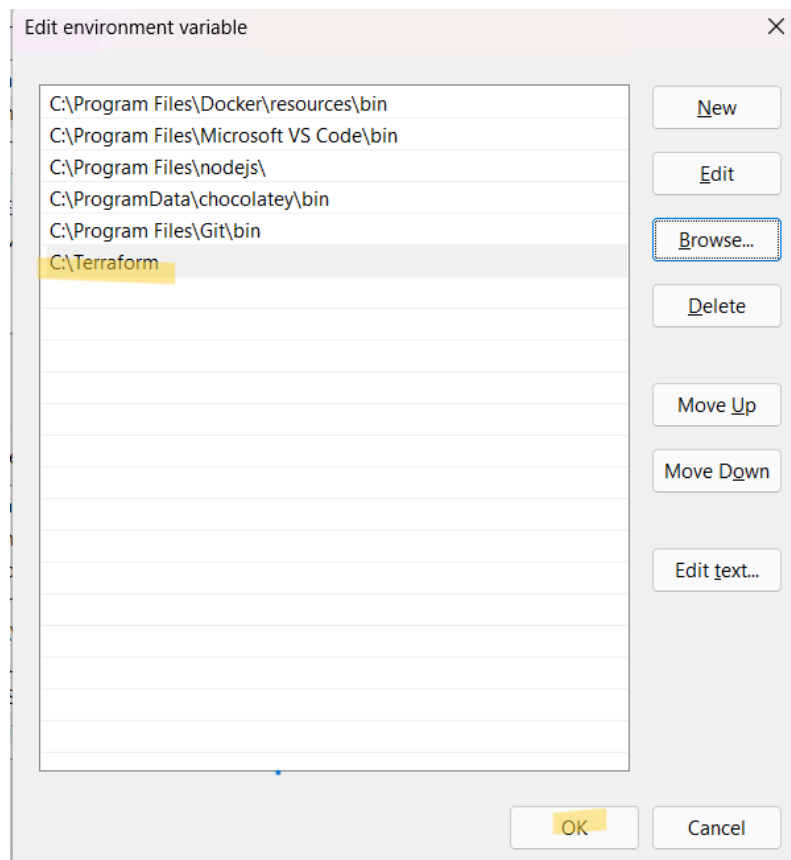 Edit environment variable
C:\Program Files\Docker\resources\bin
C:\Program Files\Microsoft VS Code\bin
C:\Program Files\nodejs\
C:\ProgramData\chocolatey\bin
C:\Program Files\Git\bin
C:\Terraform
New
Edit
Browse...
Delete
Move Up
Move Down
Edit text...
OK
Cancel